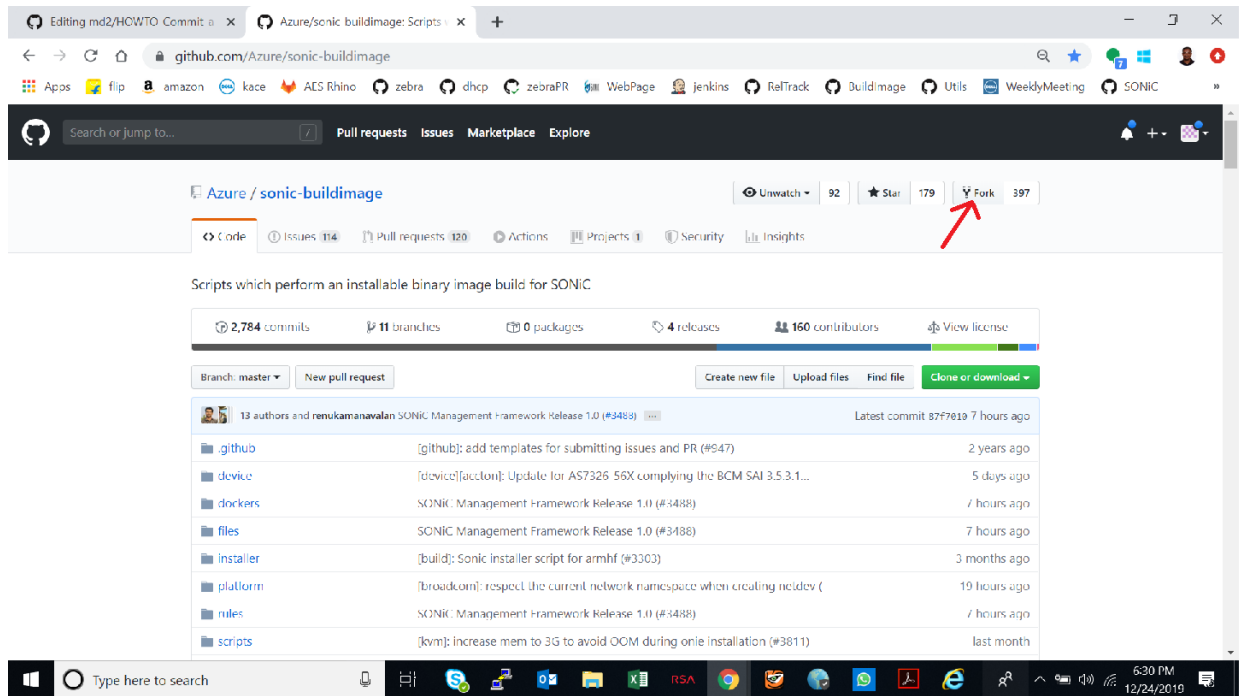 Editing md2/HOWTO Commit a
Azure/sonic buildimage: Scripts
github.com/Azure/sonic-buildimage
Apps flip amazon kace AES Rhino zebra dhcp zebraPR WebPage jenkins RelTrack BuildImage Utils WeeklyMeeting SONiC »
Search or jump to... / Pull requests Issues Marketplace Explore
Azure / sonic-buildimage Unwatch 92 Star 179 Fork 397
Code Issues 114 Pull requests 120 Actions Projects 1 Security Insights
Scripts which perform an installable binary image build for SONiC
2,784 commits 11 branches 0 packages 4 releases 160 contributors View license
Branch: master New pull request Create new file Upload files Find file Clone or download
13 authors and renukamanavalan SONiC Management Framework Release 1.0 (#3488) ... Latest commit 87f7010 7 hours ago
.github [github]: add templates for submitting issues and PR (#947) 2 years ago
device [device][accton]: Update for AS7326-56X complying the BCM SAI 3.5.3.1... 5 days ago
dockers SONiC Management Framework Release 1.0 (#3488) 7 hours ago
files SONiC Management Framework Release 1.0 (#3488) 7 hours ago
installer [build]: Sonic installer script for armhf (#3303) 3 months ago
platform [broadcom]: respect the current network namespace when creating netdev ( 19 hours ago
rules SONiC Management Framework Release 1.0 (#3488) 7 hours ago
scripts [kvm]: increase mem to 3G to avoid OOM during onie installation (#3811) last month
Type here to search RSA 6:30 PM
12/24/2019